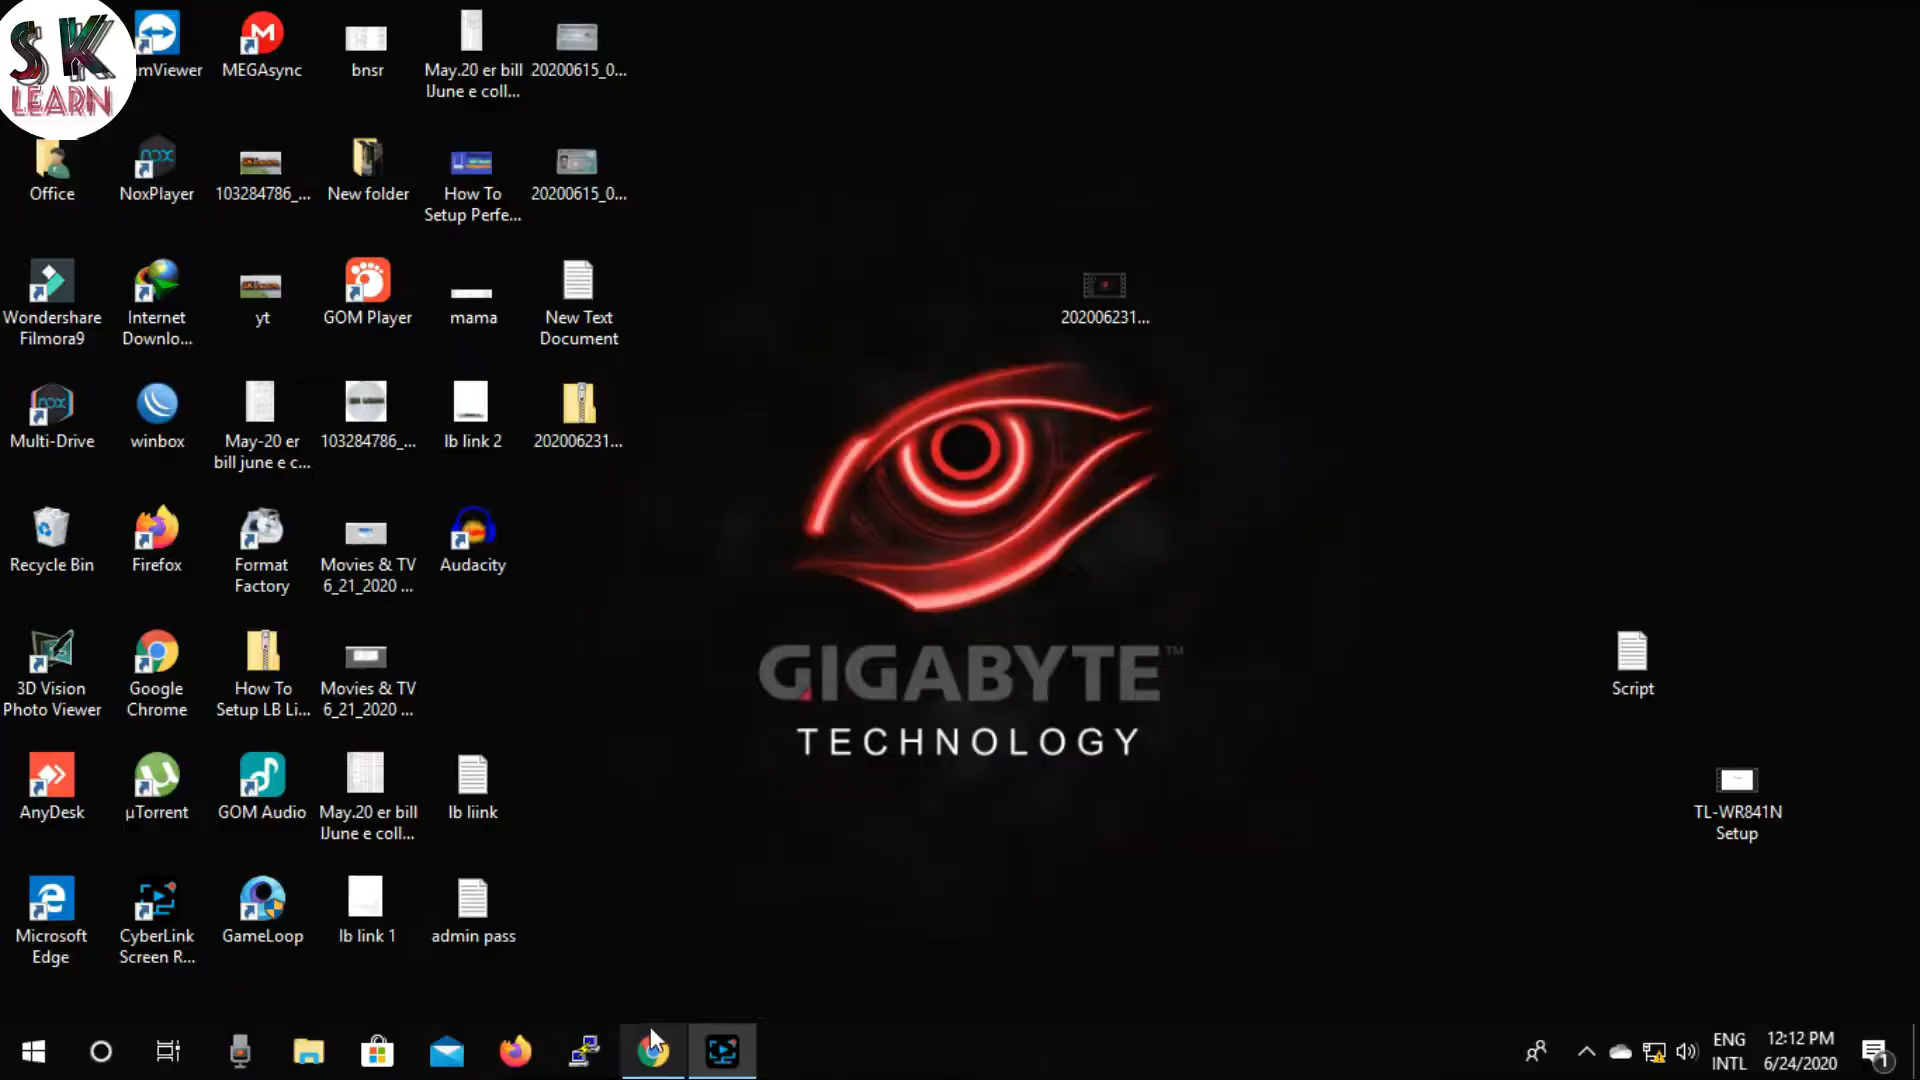 SK
LEARN
mViewer
MEGAsync
bnsr
May.20 er bill
IJune e coll...
20200615_0...
Office
NoxPlayer
103284786_...
New folder
How To
Setup Perfe...
20200615_0...
Wondershare
Filmora9
Internet
Downlo...
yt
GOM Player
mama
New Text
Document
202006231...
Multi-Drive
winbox
May-20 er
bill june e c...
103284786_...
lb link 2
202006231...
Recycle Bin
Firefox
Format
Factory
Movies & TV
6_21_2020 ...
Audacity
3D Vision
Photo Viewer
Google
Chrome
How To
Setup LB Li...
Movies & TV
6_21_2020 ...
GIGABYTE™
TECHNOLOGY
Script
AnyDesk
µTorrent
GOM Audio
May.20 er bill
IJune e coll...
lb liink
TL-WR841N
Setup
Microsoft
Edge
CyberLink
Screen R...
GameLoop
lb link 1
admin pass
ENG
INTL
12:12 PM
6/24/2020
1